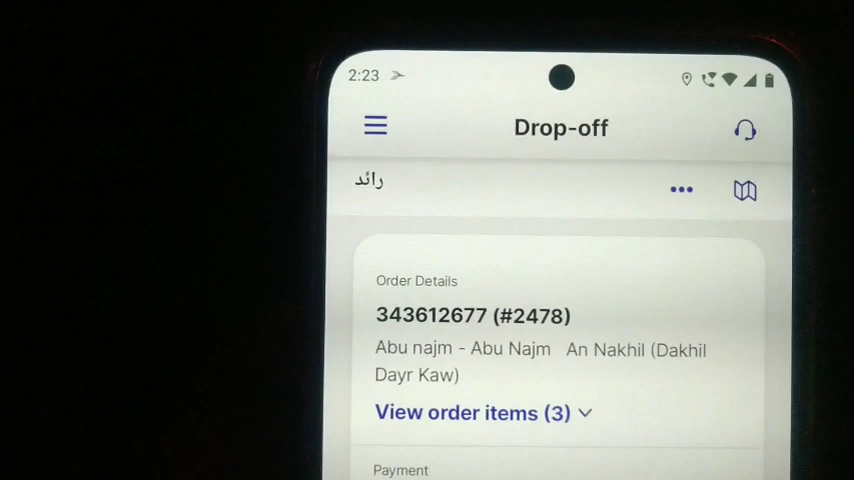 2:23
Drop-off
رائد
Order Details
343612677 (#2478)
Abu najm - Abu Najm An Nakhil (Dakhil
Dayr Kaw)
View order items (3)
Payment